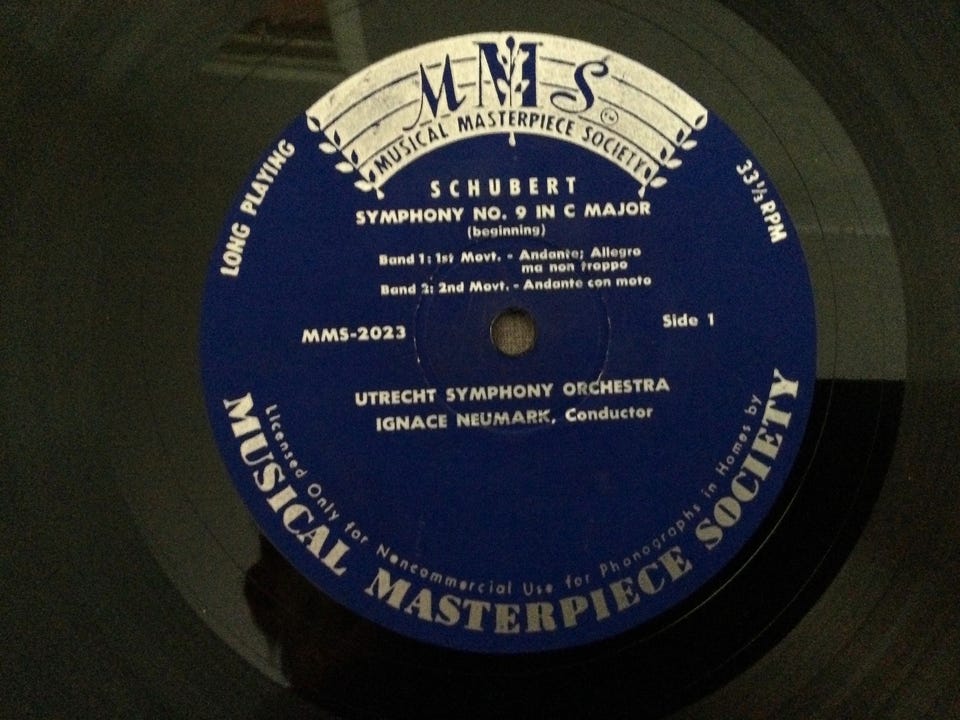 MMS
MUSICAL MASTERPIECE SOCIETY
LONG PLAYING
33 1/3 RPM
SCHUBERT
SYMPHONY NO. 9 IN C MAJOR
(beginning)
Band 1: 1st Movt. - Andante; Allegro
ma non troppo
Band 2: 2nd Movt. - Andante con moto
MMS-2023
Side 1
UTRECHT SYMPHONY ORCHESTRA
IGNACE NEUMARK, Conductor
Licensed Only for Noncommercial Use for Phonographs in Homes by
MUSICAL MASTERPIECE SOCIETY